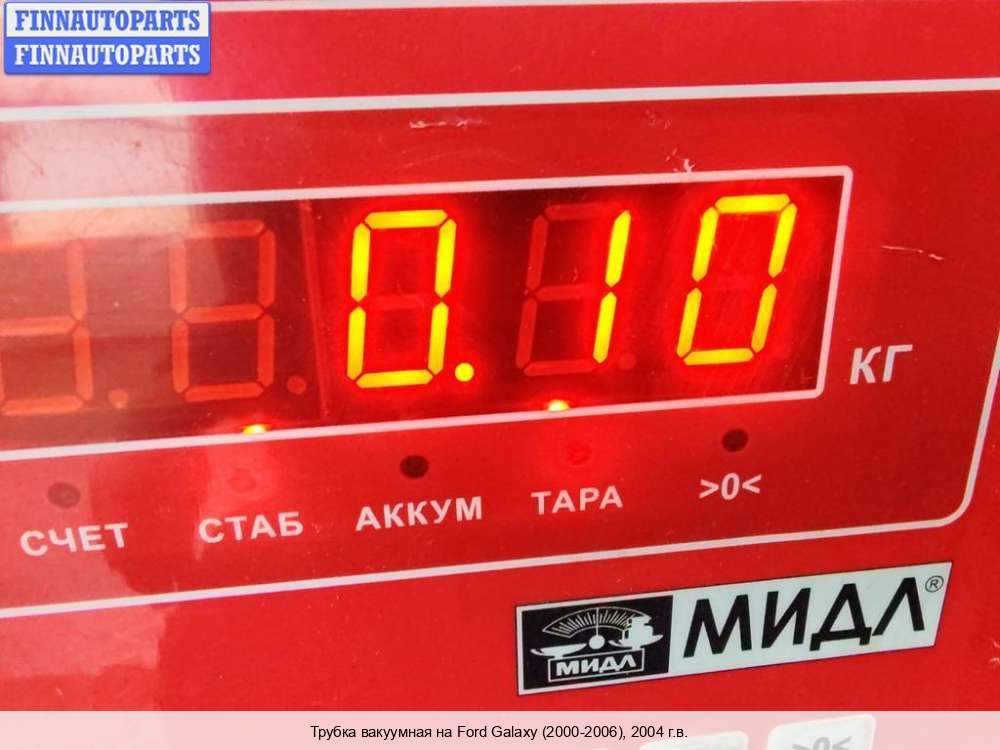 FINNAUTOPARTS
FINNAUTOPARTS
0.10
КГ
СЧЕТ СТАБ АККУМ ТАРА >0<
МИДЛ МИДЛ®
>0<
Трубка вакуумная на Ford Galaxy (2000-2006), 2004 г.в.